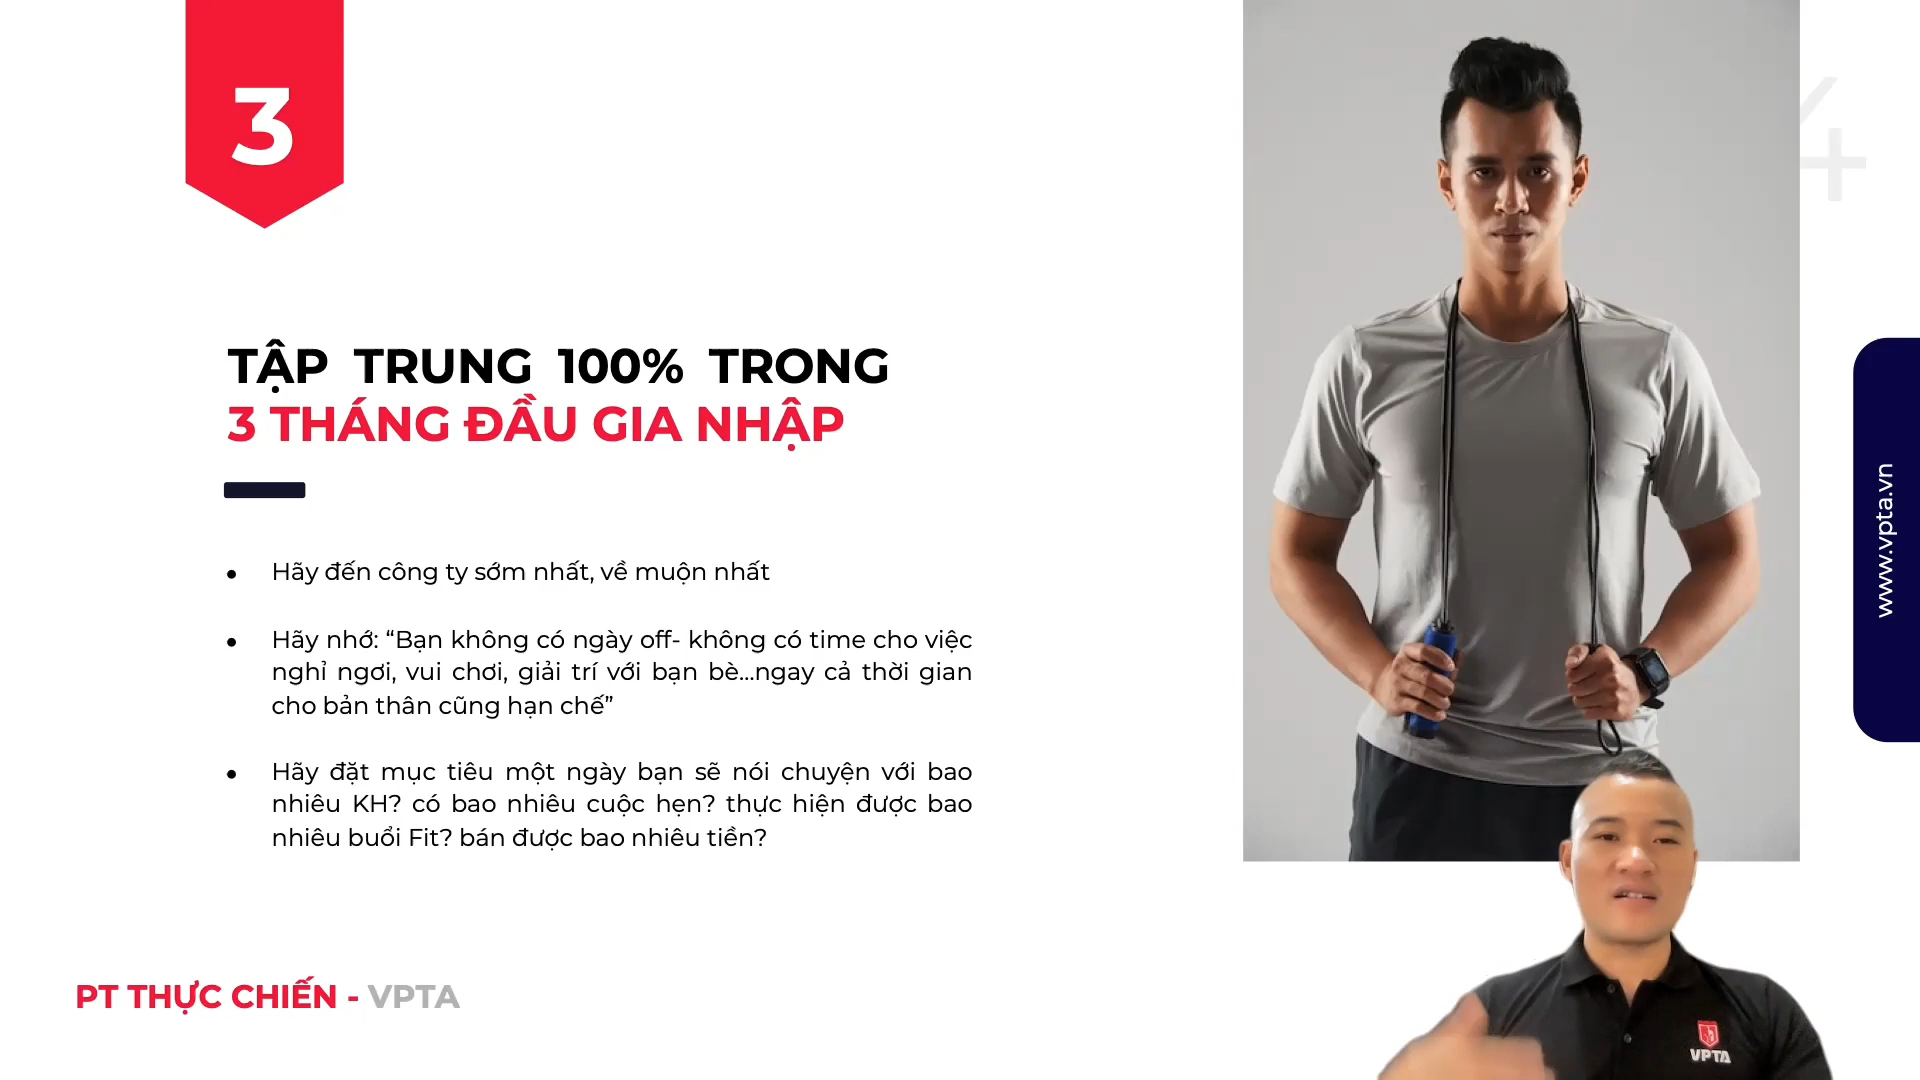 3
4
TẬP TRUNG 100% TRONG
3 THÁNG ĐẦU GIA NHẬP
• Hãy đến công ty sớm nhất, về muộn nhất
• Hãy nhớ: “Bạn không có ngày off- không có time cho việc
nghỉ ngơi, vui chơi, giải trí với bạn bè...ngay cả thời gian
cho bản thân cũng hạn chế”
• Hãy đặt mục tiêu một ngày bạn sẽ nói chuyện với bao
nhiêu KH? có bao nhiêu cuộc hẹn? thực hiện được bao
nhiêu buổi Fit? bán được bao nhiêu tiền?
www.vpta.vn
PT THỰC CHIẾN - VPTA
VPTA